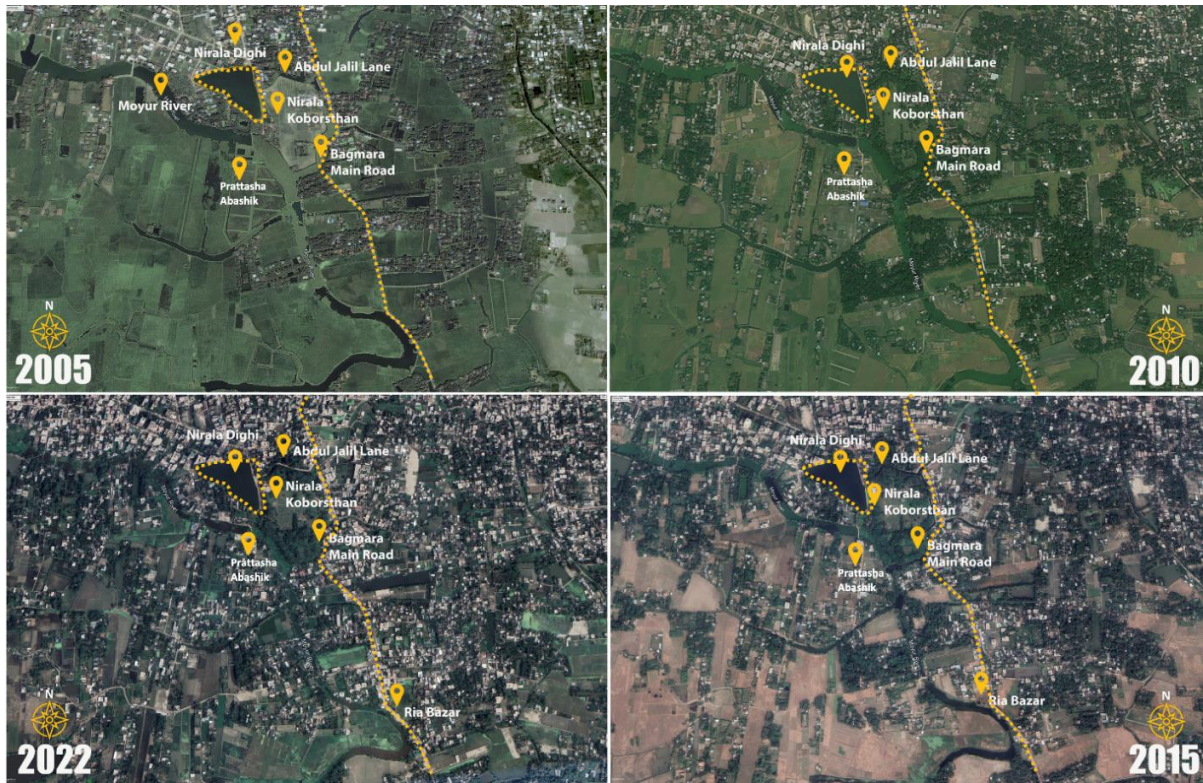 Nirala Dighi
Abdul Jalil Lane
Moyur River
Nirala
Koborsthan
Bagmara
Main Road
Prattasha
Abashik
N
2005
Nirala Dighi
Abdul Jalil Lane
Nirala
Koborsthan
Bagmara
Main Road
Prattasha
Abashik
Mayur River
N
2010
Nirala Dighi
Abdul Jalil Lane
Nirala
Koborsthan
Bagmara
Main Road
Prattasha
Abashik
Ria Bazar
N
2022
Nirala Dighi
Abdul Jalil Lane
Nirala
Koborsthan
Bagmara
Main Road
Prattasha
Abashik
Ria Bazar
N
2015